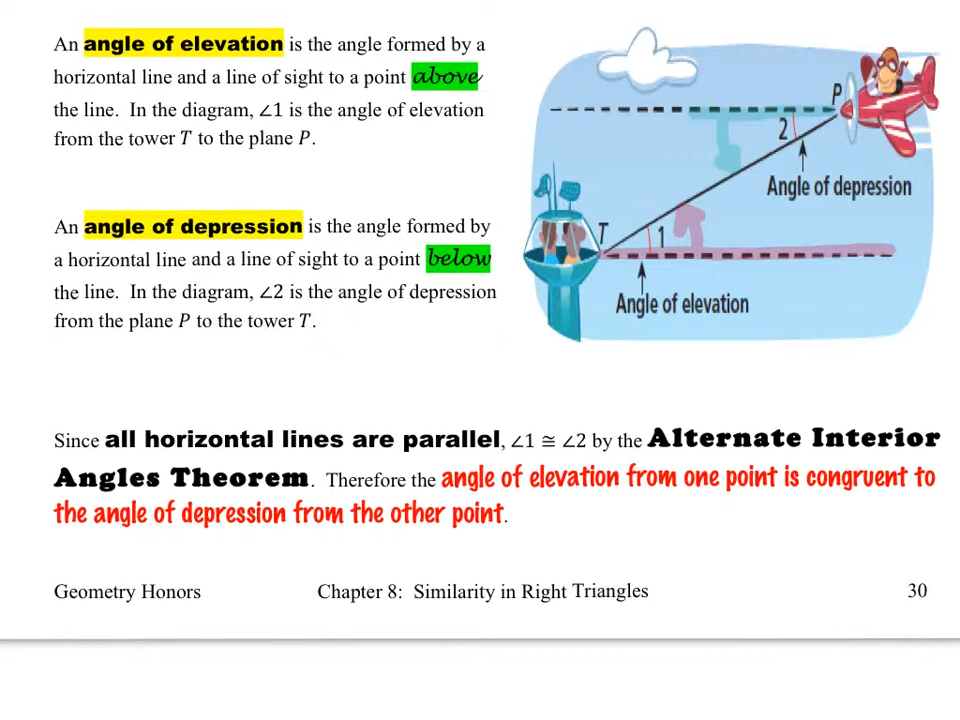 An angle of elevation is the angle formed by a
horizontal line and a line of sight to a point above
the line. In the diagram, ∠1 is the angle of elevation
from the tower T to the plane P.
An angle of depression is the angle formed by
a horizontal line and a line of sight to a point below
the line. In the diagram, ∠2 is the angle of depression
from the plane P to the tower T.
P
2
Angle of depression
T
1
Angle of elevation
Since all horizontal lines are parallel, ∠1 ≅ ∠2 by the Alternate Interior
Angles Theorem. Therefore the angle of elevation from one point is congruent to
the angle of depression from the other point.
Geometry Honors Chapter 8: Similarity in Right Triangles 30